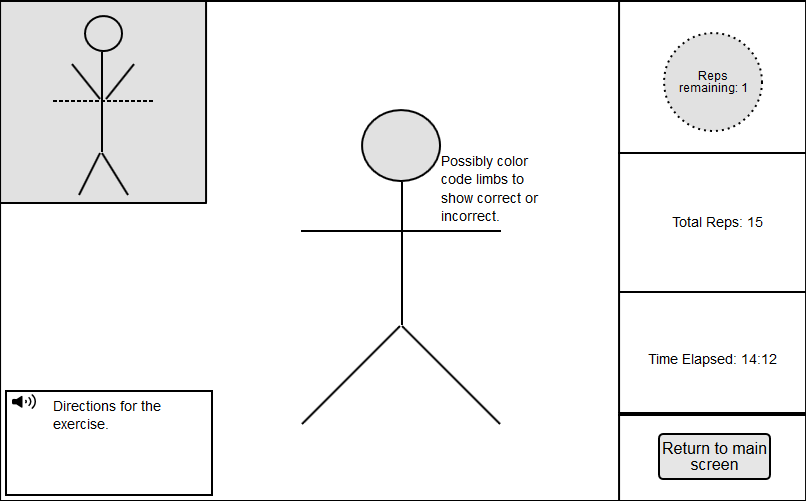 Possibly color
code limbs to
show correct or
incorrect.
Directions for the
exercise.
Reps
remaining: 1
Total Reps: 15
Time Elapsed: 14:12
Return to main
screen